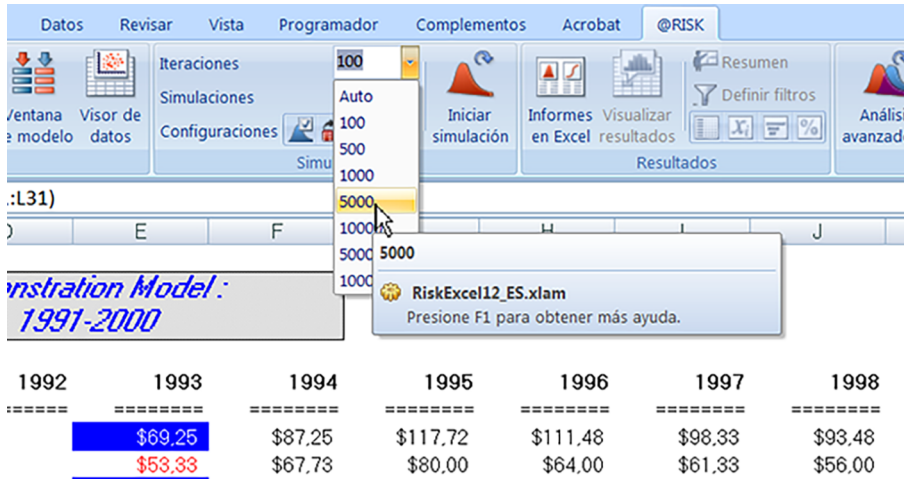 Datos Revisar Vista Programador Complementos Acrobat @RISK
Iteraciones 100
Simulaciones
Configuraciones
Ventana de modelo
Visor de datos
Auto
100
500
1000
5000
Iniciar simulación
Informes en Excel
Visualizar resultados
Resumen
Definir filtros
Resultados
:L31)
E F H J
5000
RiskExcel12_ES.xlam
Presione F1 para obtener más ayuda.
Model :
1991-2000
1992 1993 1994 1995 1996 1997 1998
====== ======== ======== ======== ======== ======== ========
$69,25 $87,25 $117,72 $111,48 $98,33 $93,48
$53,33 $67,73 $80,00 $64,00 $61,33 $56,00